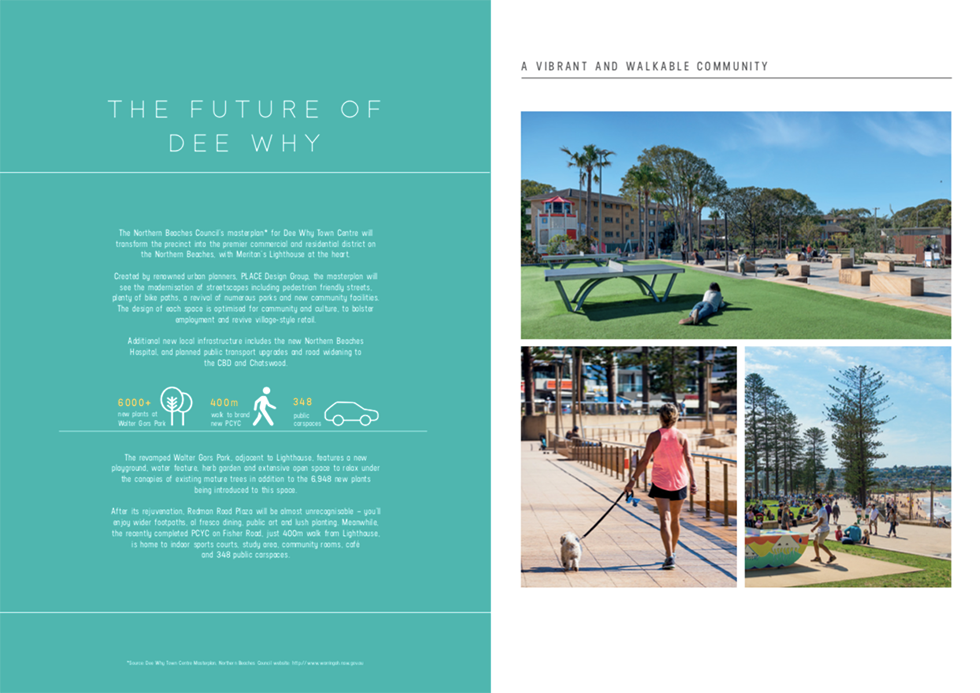 THE FUTURE OF
DEE WHY
The Northern Beaches Council's masterplan* for Dee Why Town Centre will
transform the precinct into the premier commercial and residential district on
the Northern Beaches, with Meriton's Lighthouse at the heart.
Created by renowned urban planners, PLACE Design Group, the masterplan will
see the modernisation of streetscapes including pedestrian friendly streets,
plenty of bike paths, a revival of numerous parks and new community facilities.
The design of each space is optimised for community and culture, to bolster
employment and revive village-style retail.
Additional new local infrastructure includes the new Northern Beaches
Hospital, and planned public transport upgrades and road widening to
the CBD and Chatswood.
6000+
new plants at
Walter Gors Park
400m
walk to brand
new PCYC
348
public
carspaces
The revamped Walter Gors Park, adjacent to Lighthouse, features a new
playground, water feature, herb garden and extensive open space to relax under
the canopies of existing mature trees in addition to the 6,948 new plants
being introduced to this space.
After its rejuvenation, Redman Road Plaza will be almost unrecognisable – you'll
enjoy wider footpaths, al fresco dining, public art and lush planting. Meanwhile,
the recently completed PCYC on Fisher Road, just 400m walk from Lighthouse,
is home to indoor sports courts, study area, community rooms, café
and 348 public carspaces.
*Source: Dee Why Town Centre Masterplan, Northern Beaches Council website:
A VIBRANT AND WALKABLE COMMUNITY